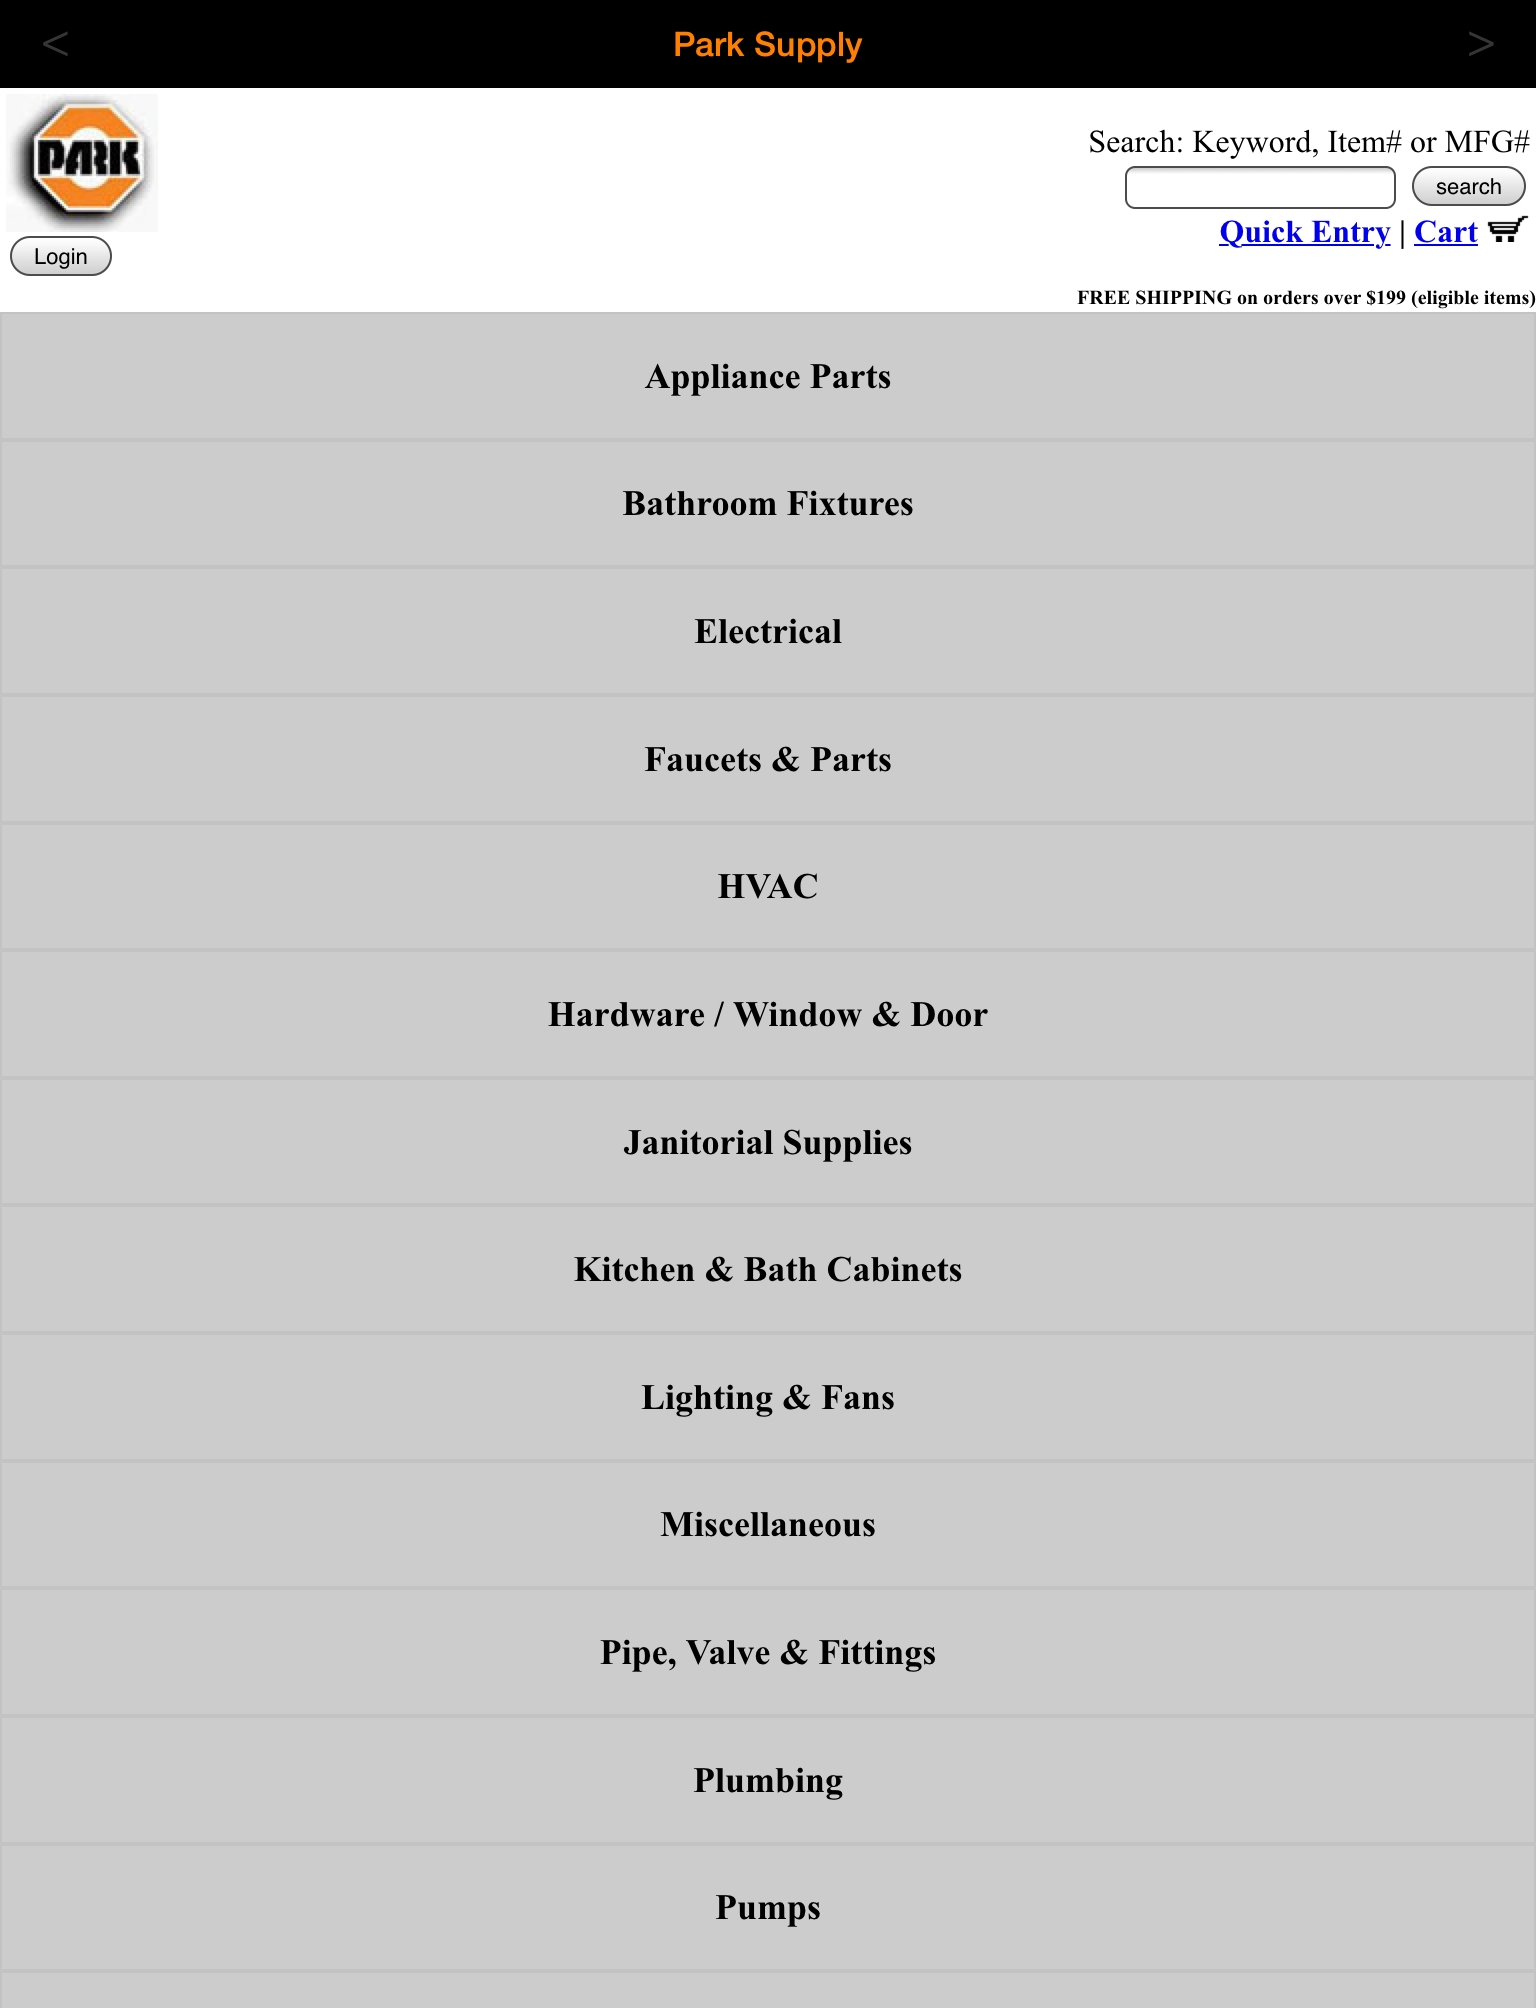 <
Park Supply
>
PARK
Search: Keyword, Item# or MFG#
search
Quick Entry | Cart
Login
FREE SHIPPING on orders over $199 (eligible items)
Appliance Parts
Bathroom Fixtures
Electrical
Faucets & Parts
HVAC
Hardware / Window & Door
Janitorial Supplies
Kitchen & Bath Cabinets
Lighting & Fans
Miscellaneous
Pipe, Valve & Fittings
Plumbing
Pumps